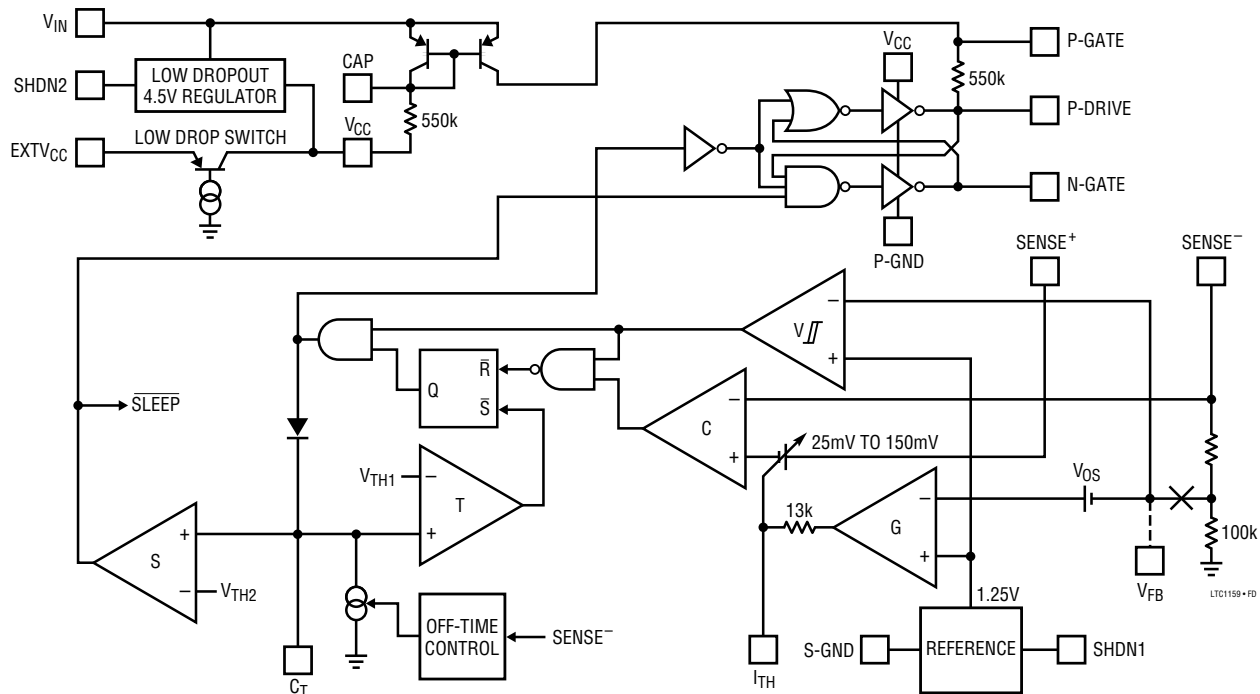 VIN
SHDN2
LOW DROPOUT
4.5V REGULATOR
CAP
550k
VCC
EXTVCC
LOW DROP SWITCH
VCC
P-GATE
550k
P-DRIVE
N-GATE
P-GND
SENSE+
SENSE−
V
−
+
R̅
Q
S̅
C
−
+
25mV TO 150mV
SLEEP
VTH1
−
T
+
VOS
13k
G
−
+
100k
S
+
−
VTH2
VFB
LTC1159 • FD
1.25V
OFF-TIME
CONTROL
SENSE−
S-GND
REFERENCE
SHDN1
CT
ITH